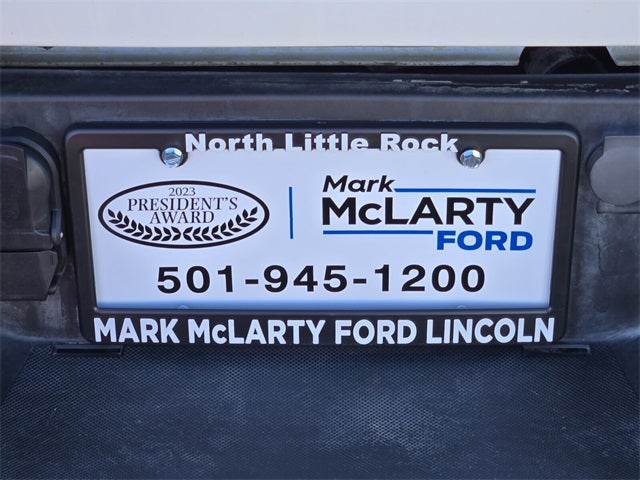 North Little Rock
2023
PRESIDENT'S
AWARD
Mark
McLARTY
FORD
501-945-1200
MARK McLARTY FORD LINCOLN